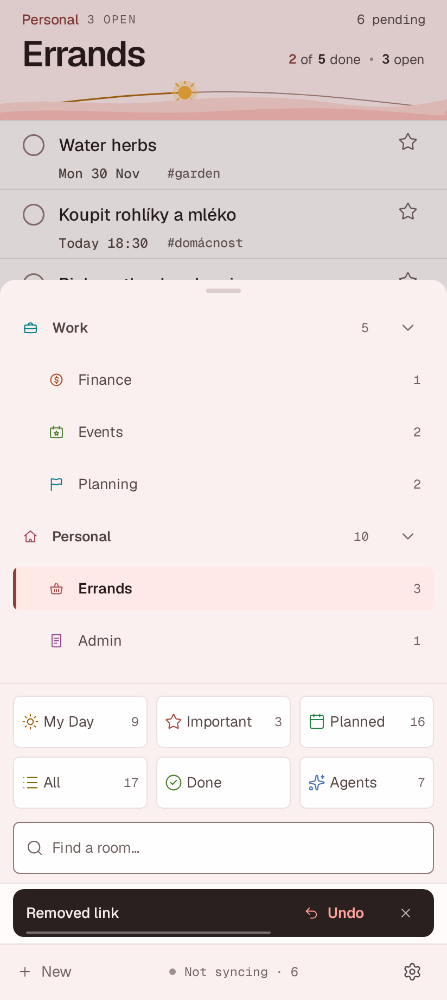 Personal 3 OPEN 6 pending
Errands 2 of 5 done • 3 open
Water herbs
Mon 30 Nov #garden
Koupit rohlíky a mléko
Today 18:30 #domácnost
Work 5
Finance 1
Events 2
Planning 2
Personal 10
Errands 3
Admin 1
My Day 9 Important 3 Planned 16
All 17 Done Agents 7
Find a room…
Removed link Undo
New Not syncing · 6